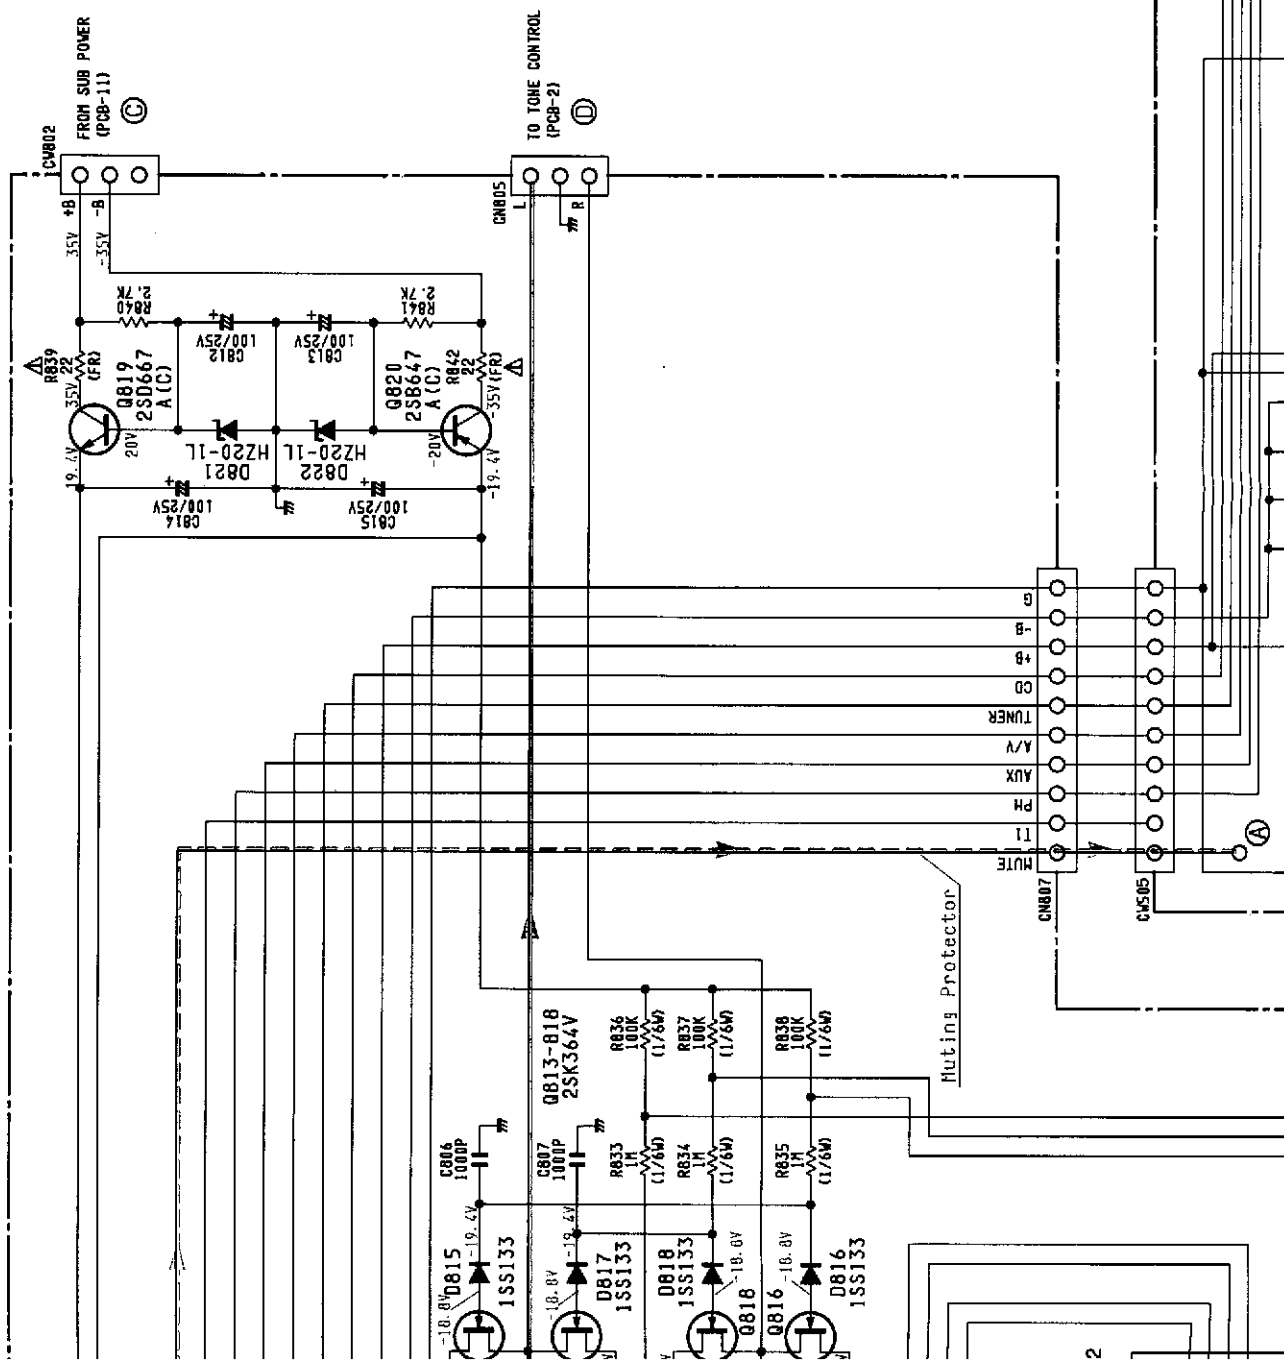 FROM SUB POWER
(PCB-11)
C
CW802
+B
-B
35V
-35V
TO TONE CONTROL
(PCB-2)
D
CN805
L
R
R840
2.7K
C812
100/25V
C813
100/25V
R841
2.7K
R839
22
(FR)
Q819
2SD667
A(C)
35V
19.4V
20V
D821
HZ20-1L
D822
HZ20-1L
Q820
2SB647
A(C)
R842
22
(FR)
-35V
-20V
-19.4V
C814
100/25V
C815
100/25V
G
-B
+B
CD
TUNER
A/V
AUX
PH
T1
MUTE
CN807
CW505
A
Muting Protector
Q813-818
2SK364V
R836
100K
(1/6W)
R837
100K
(1/6W)
R838
100K
(1/6W)
C806
1000P
C807
1000P
R833
1M
(1/6W)
R834
1M
(1/6W)
R835
1M
(1/6W)
-19.4V
-19.4V
D815
1SS133
D817
1SS133
D818
1SS133
D816
1SS133
-18.8V
-18.8V
-18.8V
-18.8V
Q818
Q816
2